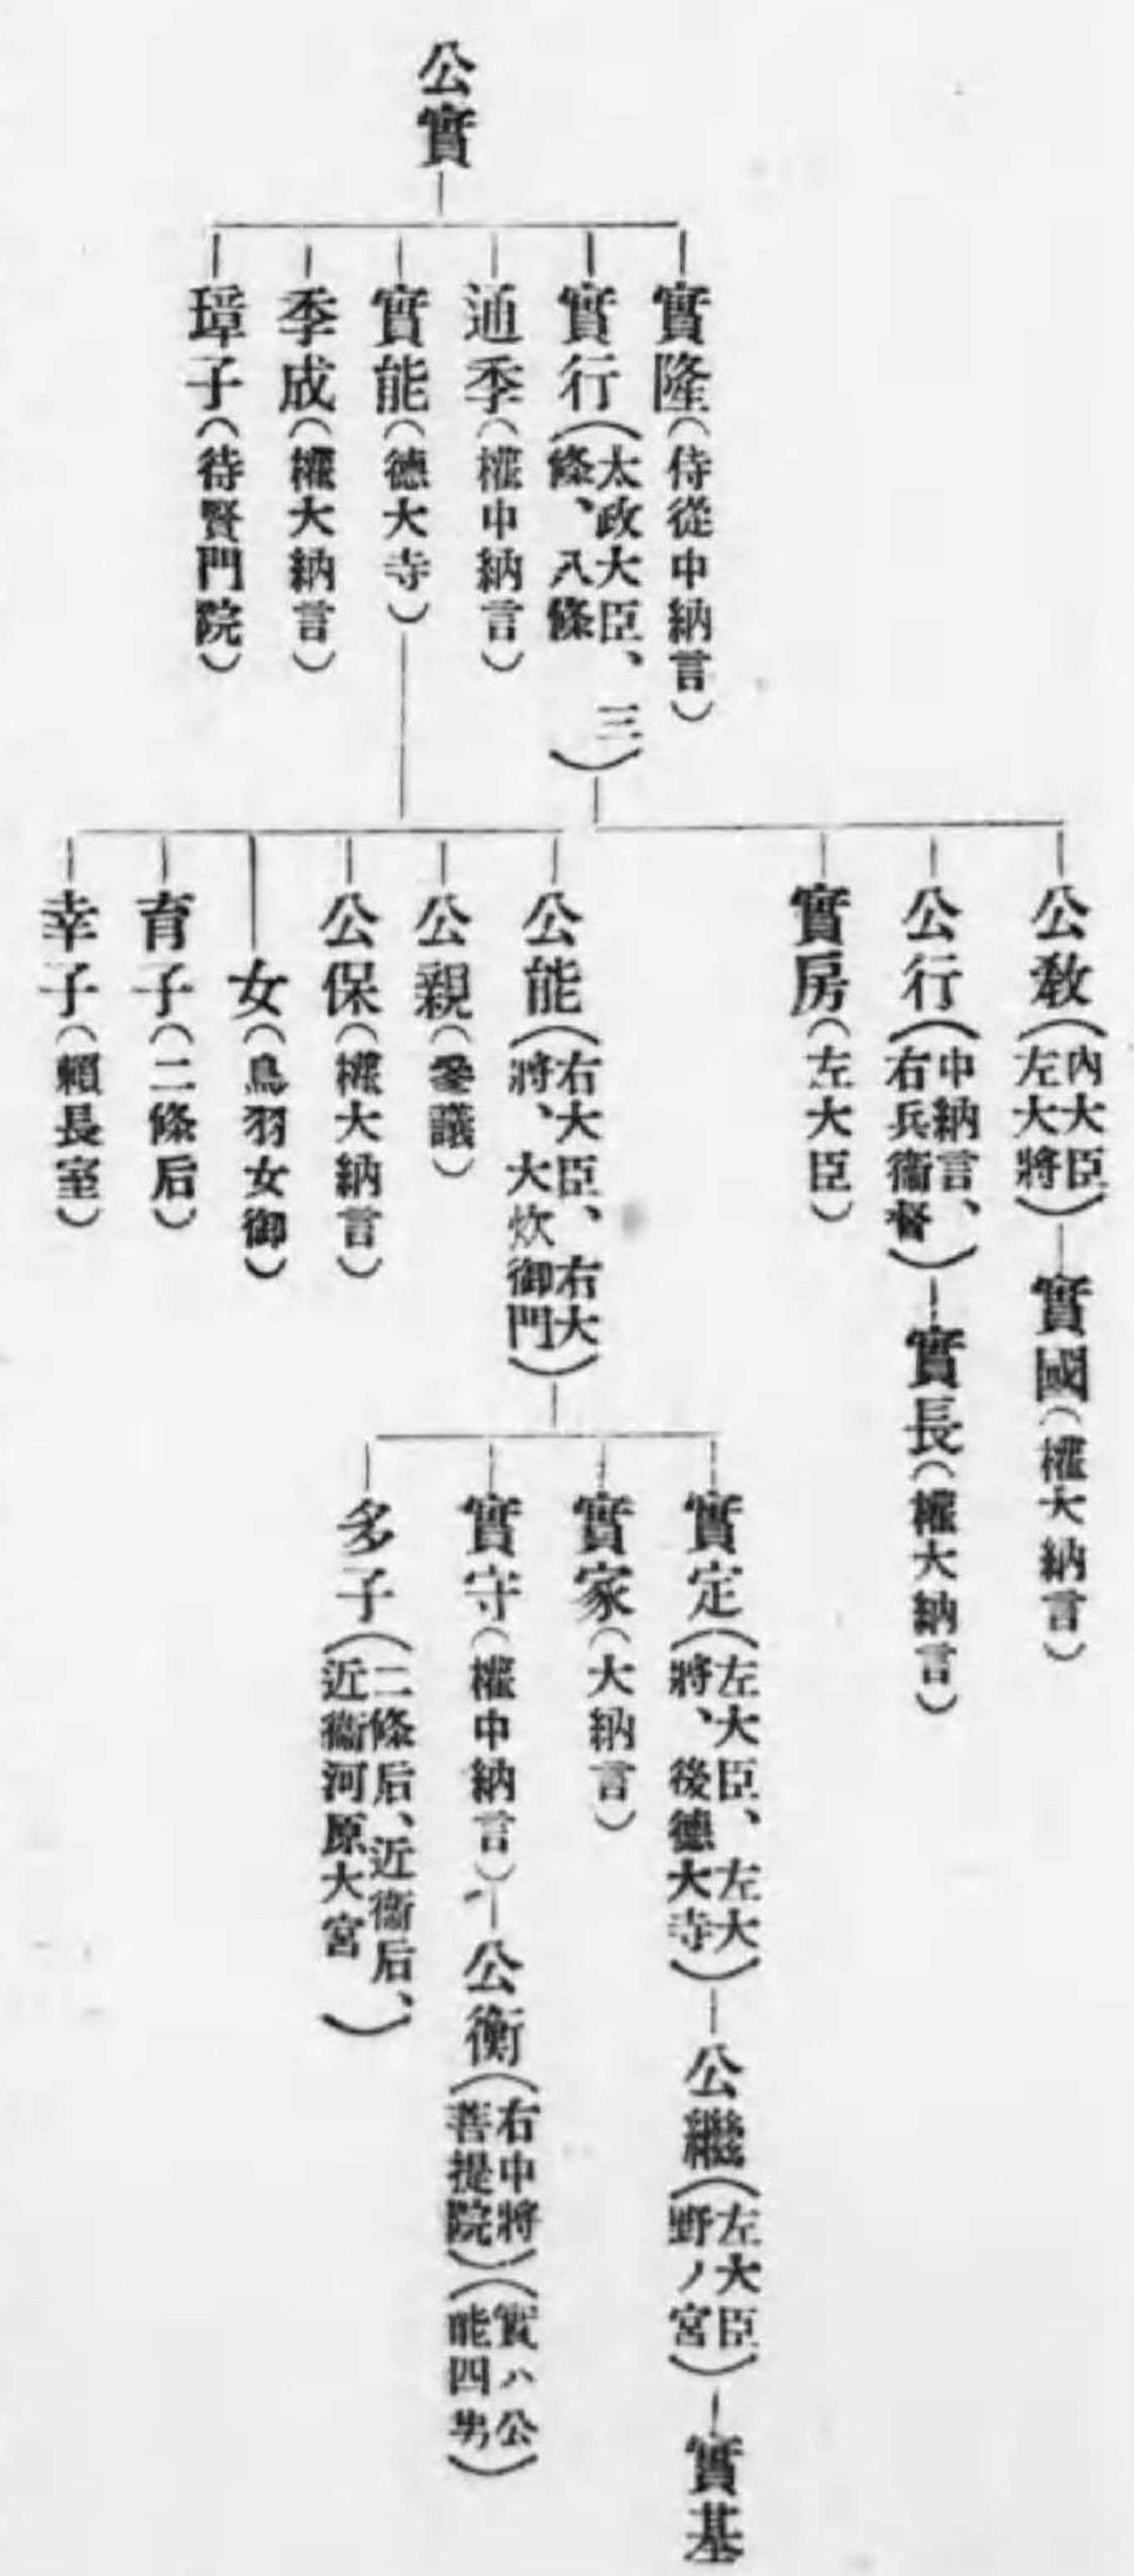 公實
實隆(侍從中納言)
實行(太政大臣、三
條、八條)
通季(權中納言)
實能(德大寺)
季成(權大納言)
璋子(待賢門院)
公敎(內大臣
左大將)
實國(權大納言)
公行(中納言、
右兵衞督)
實長(權大納言)
實房(左大臣)
公能(右大臣、右大
將、大炊御門)
公親(參議)
公保(權大納言)
女(鳥羽女御)
育子(二條后)
幸子(賴長室)
實定(左大臣、左大
將、後德大寺)
公繼(左大臣
野ノ宮)
實基
實家(大納言)
實守(權中納言)
公衡(右中將
菩提院)(實ハ公
能四男)
多子(二條后、近衞后、
近衞河原大宮)